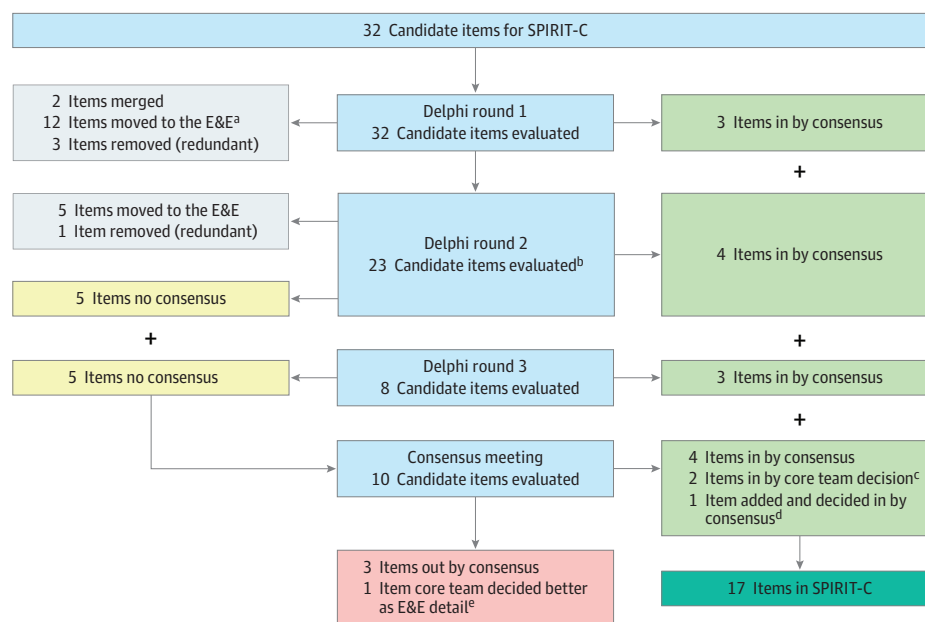 32 Candidate items for SPIRIT-C
2 Items merged
12 Items moved to the E&Eᵃ
3 Items removed (redundant)
Delphi round 1
32 Candidate items evaluated
3 Items in by consensus
+
5 Items moved to the E&E
1 Item removed (redundant)
Delphi round 2
23 Candidate items evaluatedᵇ
4 Items in by consensus
5 Items no consensus
+
+
5 Items no consensus
Delphi round 3
8 Candidate items evaluated
3 Items in by consensus
+
Consensus meeting
10 Candidate items evaluated
4 Items in by consensus
2 Items in by core team decisionᶜ
1 Item added and decided in by
consensusᵈ
3 Items out by consensus
1 Item core team decided better
as E&E detailᵉ
17 Items in SPIRIT-C